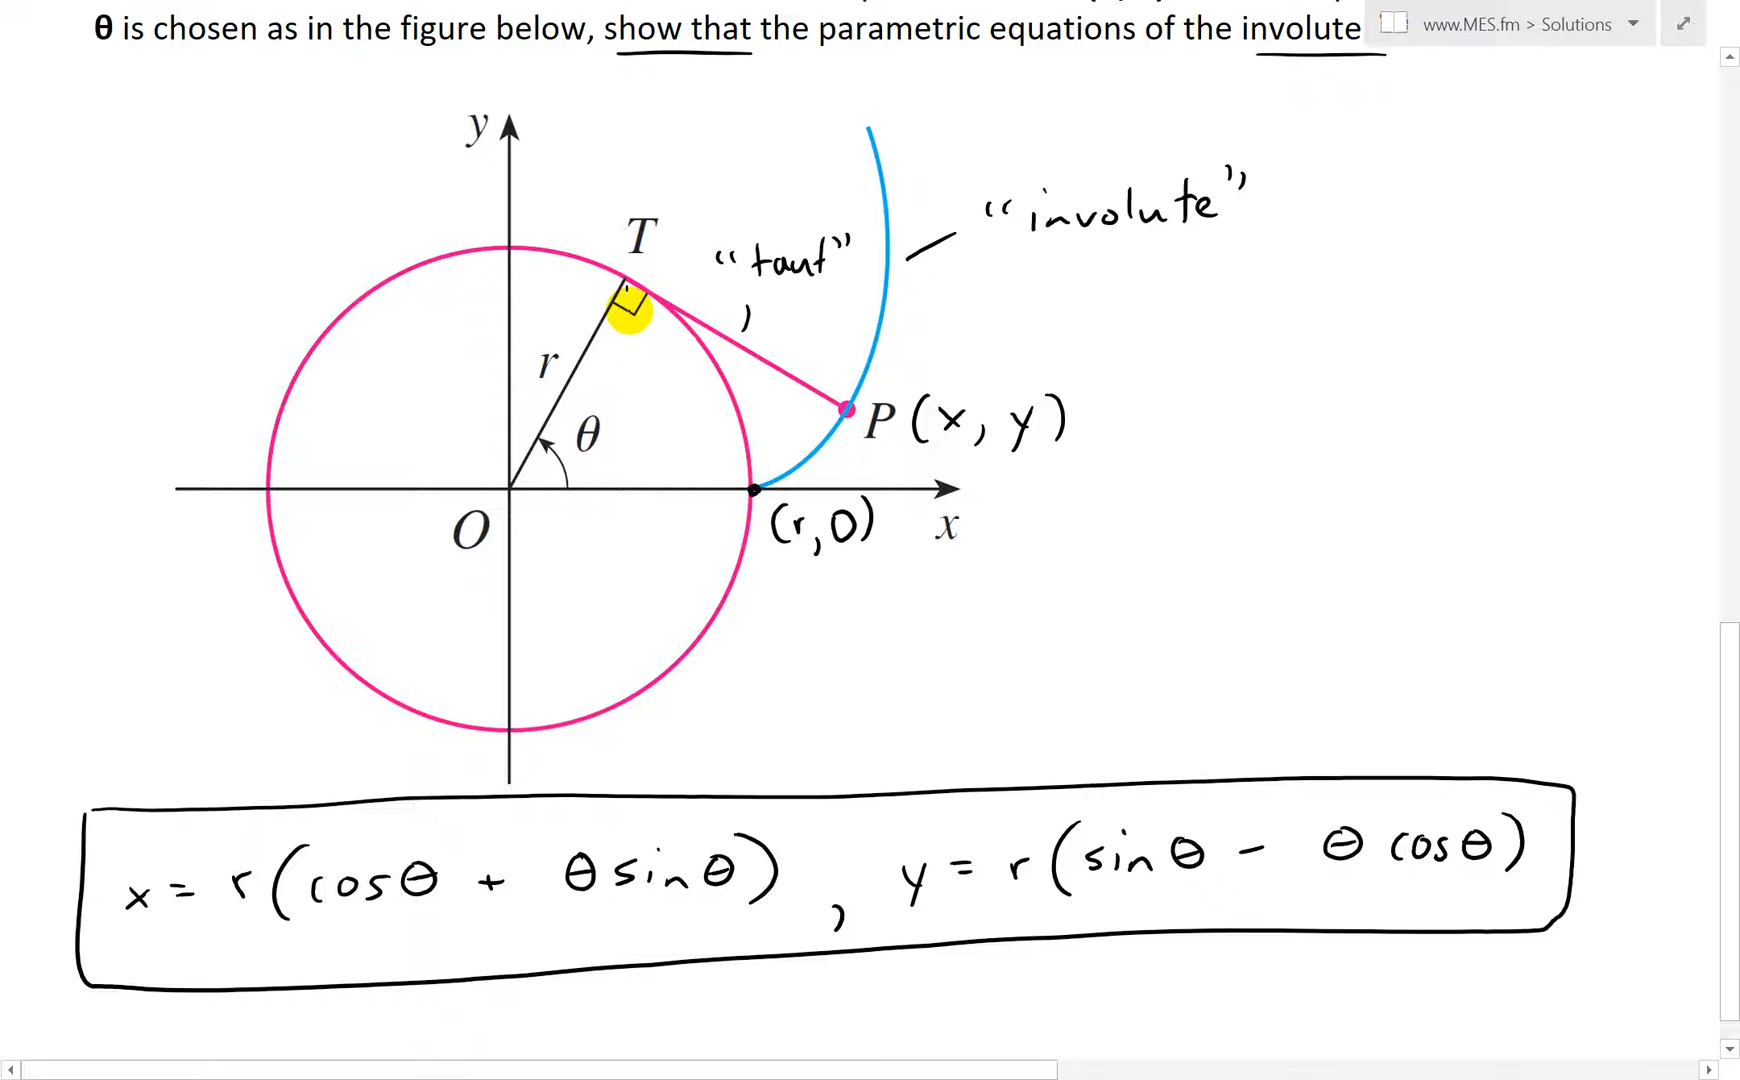 θ is chosen as in the figure below, show that the parametric equations of the involute
www.MES.fm > Solutions
y
T
"taut"
"involute"
r
θ
P (x, y)
O
(r, 0)
x
x = r(cosθ + θ sinθ) , y = r(sinθ - θ cosθ)